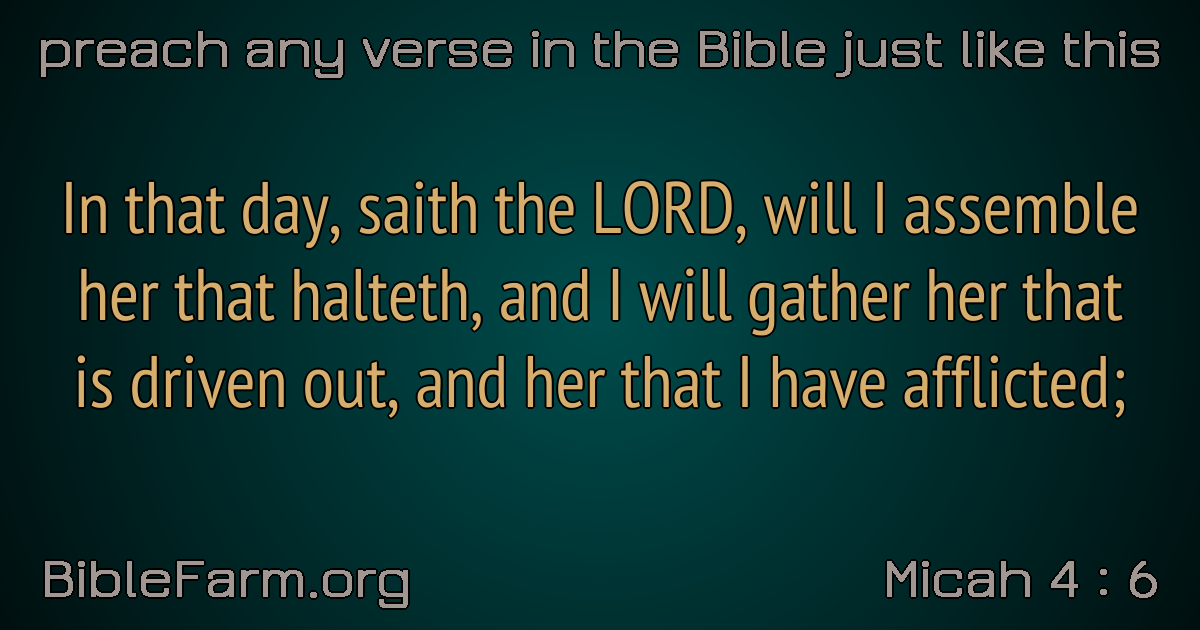 preach any verse in the Bible just like this
In that day, saith the LORD, will I assemble
her that halteth, and I will gather her that
is driven out, and her that I have afflicted;
BibleFarm.org
Micah 4 : 6